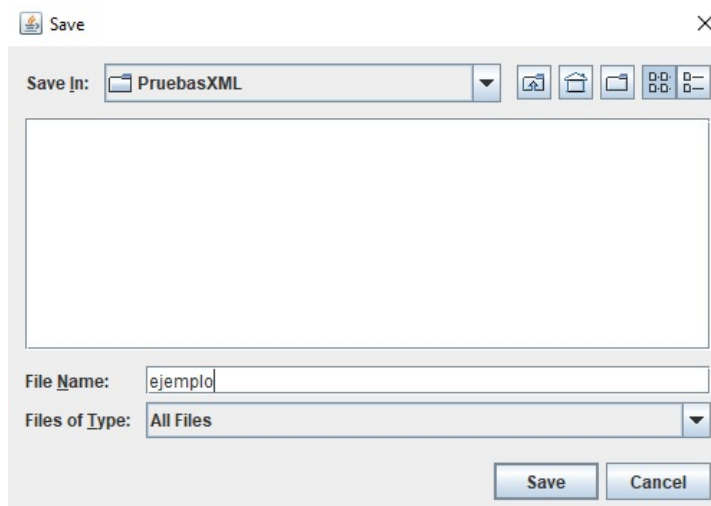 Save
Save In: PruebasXML
File Name: ejemplo
Files of Type: All Files
Save Cancel